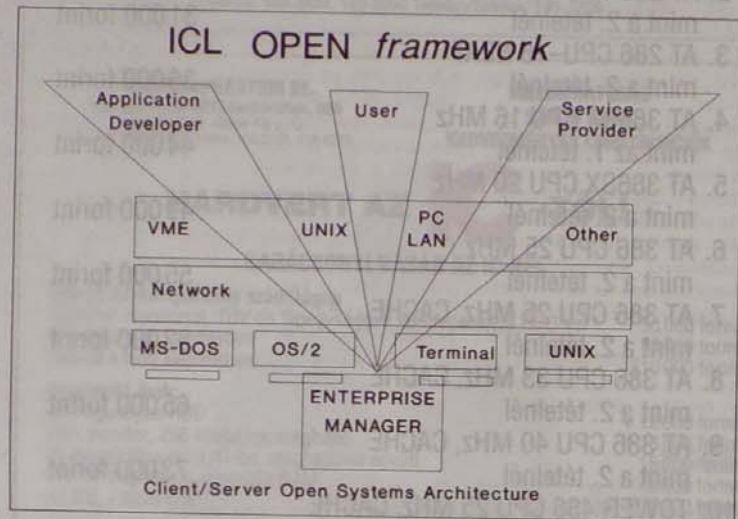 ICL OPEN framework
Application
Developer
User
Service
Provider
VME
UNIX
PC
LAN
Other
Network
MS-DOS
OS/2
Terminal
UNIX
ENTERPRISE
MANAGER
Client/Server Open Systems Architecture